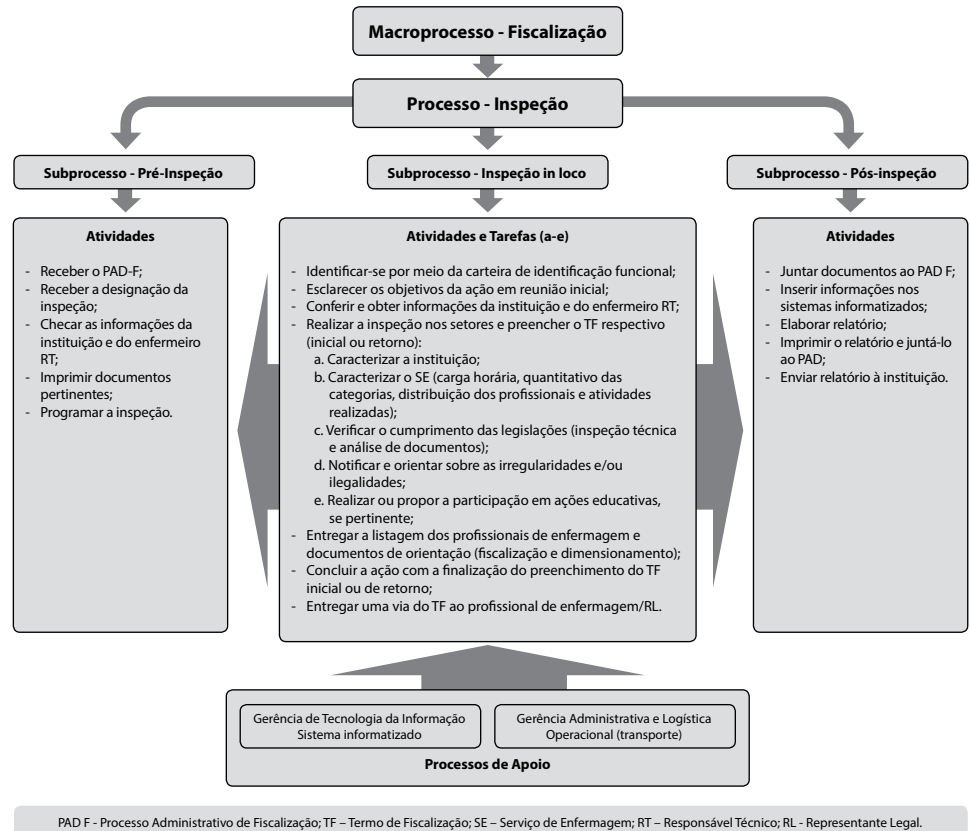 Macroprocesso - Fiscalização
Processo - Inspeção
Subprocesso - Pré-Inspeção
Atividades
- Receber o PAD-F;
- Receber a designação da
inspeção;
- Checar as informações da
instituição e do enfermeiro
RT;
- Imprimir documentos
pertinentes;
- Programar a inspeção.
Subprocesso - Inspeção in loco
Atividades e Tarefas (a-e)
- Identificar-se por meio da carteira de identificação funcional;
- Esclarecer os objetivos da ação em reunião inicial;
- Conferir e obter informações da instituição e do enfermeiro RT;
- Realizar a inspeção nos setores e preencher o TF respectivo
(inicial ou retorno):
a. Caracterizar a instituição;
b. Caracterizar o SE (carga horária, quantitativo das
categorias, distribuição dos profissionais e atividades
realizadas);
c. Verificar o cumprimento das legislações (inspeção técnica
e análise de documentos);
d. Notificar e orientar sobre as irregularidades e/ou
ilegalidades;
e. Realizar ou propor a participação em ações educativas,
se pertinente;
- Entregar a listagem dos profissionais de enfermagem e
documentos de orientação (fiscalização e dimensionamento);
- Concluir a ação com a finalização do preenchimento do TF
inicial ou de retorno;
- Entregar uma via do TF ao profissional de enfermagem/RL.
Subprocesso - Pós-inspeção
Atividades
- Juntar documentos ao PAD F;
- Inserir informações nos
sistemas informatizados;
- Elaborar relatório;
- Imprimir o relatório e juntá-lo
ao PAD;
- Enviar relatório à instituição.
Gerência de Tecnologia da Informação
Sistema informatizado
Gerência Administrativa e Logística
Operacional (transporte)
Processos de Apoio
PAD F - Processo Administrativo de Fiscalização; TF – Termo de Fiscalização; SE – Serviço de Enfermagem; RT – Responsável Técnico; RL - Representante Legal.